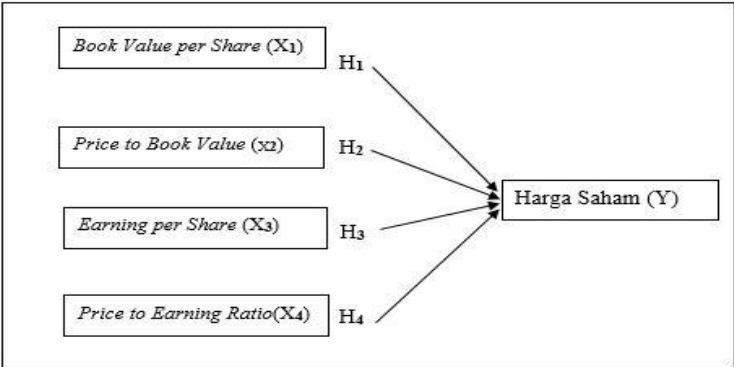 Book Value per Share (X1)
H1
Price to Book Value (x2)
H2
Harga Saham (Y)
Earning per Share (X3)
H3
Price to Earning Ratio(X4)
H4